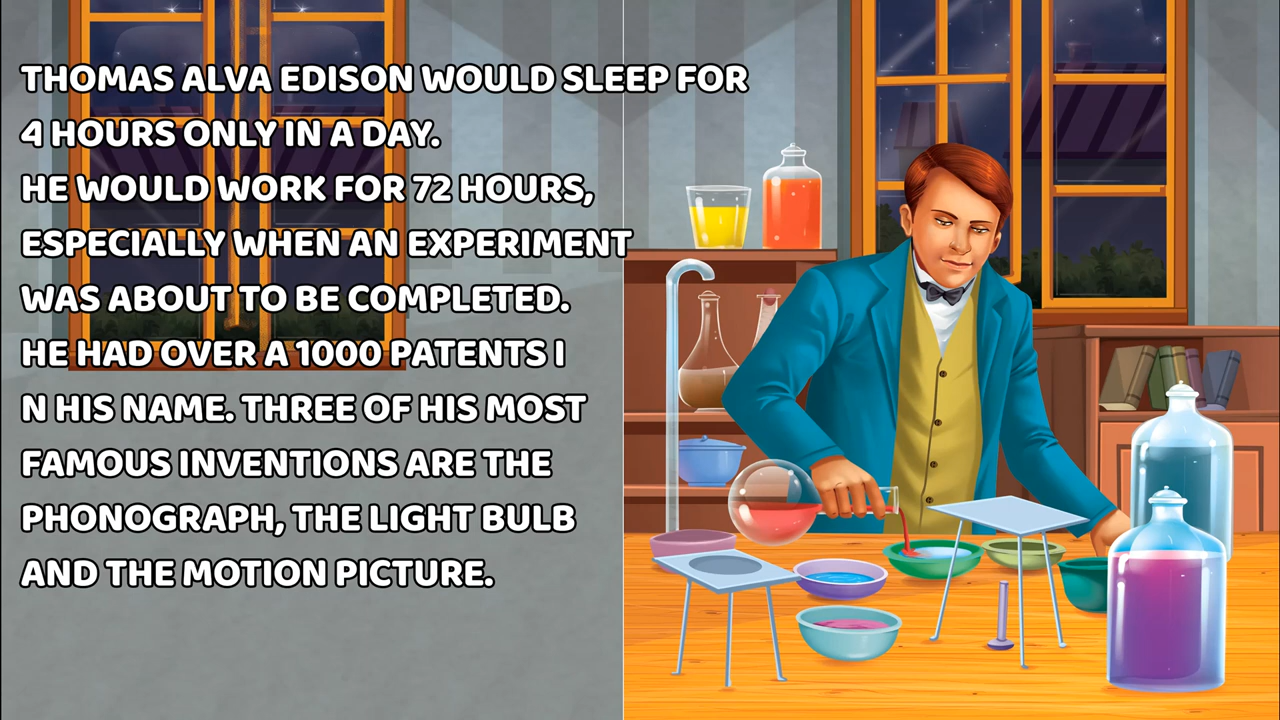 THOMAS ALVA EDISON WOULD SLEEP FOR
4 HOURS ONLY IN A DAY.
HE WOULD WORK FOR 72 HOURS,
ESPECIALLY WHEN AN EXPERIMENT
WAS ABOUT TO BE COMPLETED.
HE HAD OVER A 1000 PATENTS I
N HIS NAME. THREE OF HIS MOST
FAMOUS INVENTIONS ARE THE
PHONOGRAPH, THE LIGHT BULB
AND THE MOTION PICTURE.